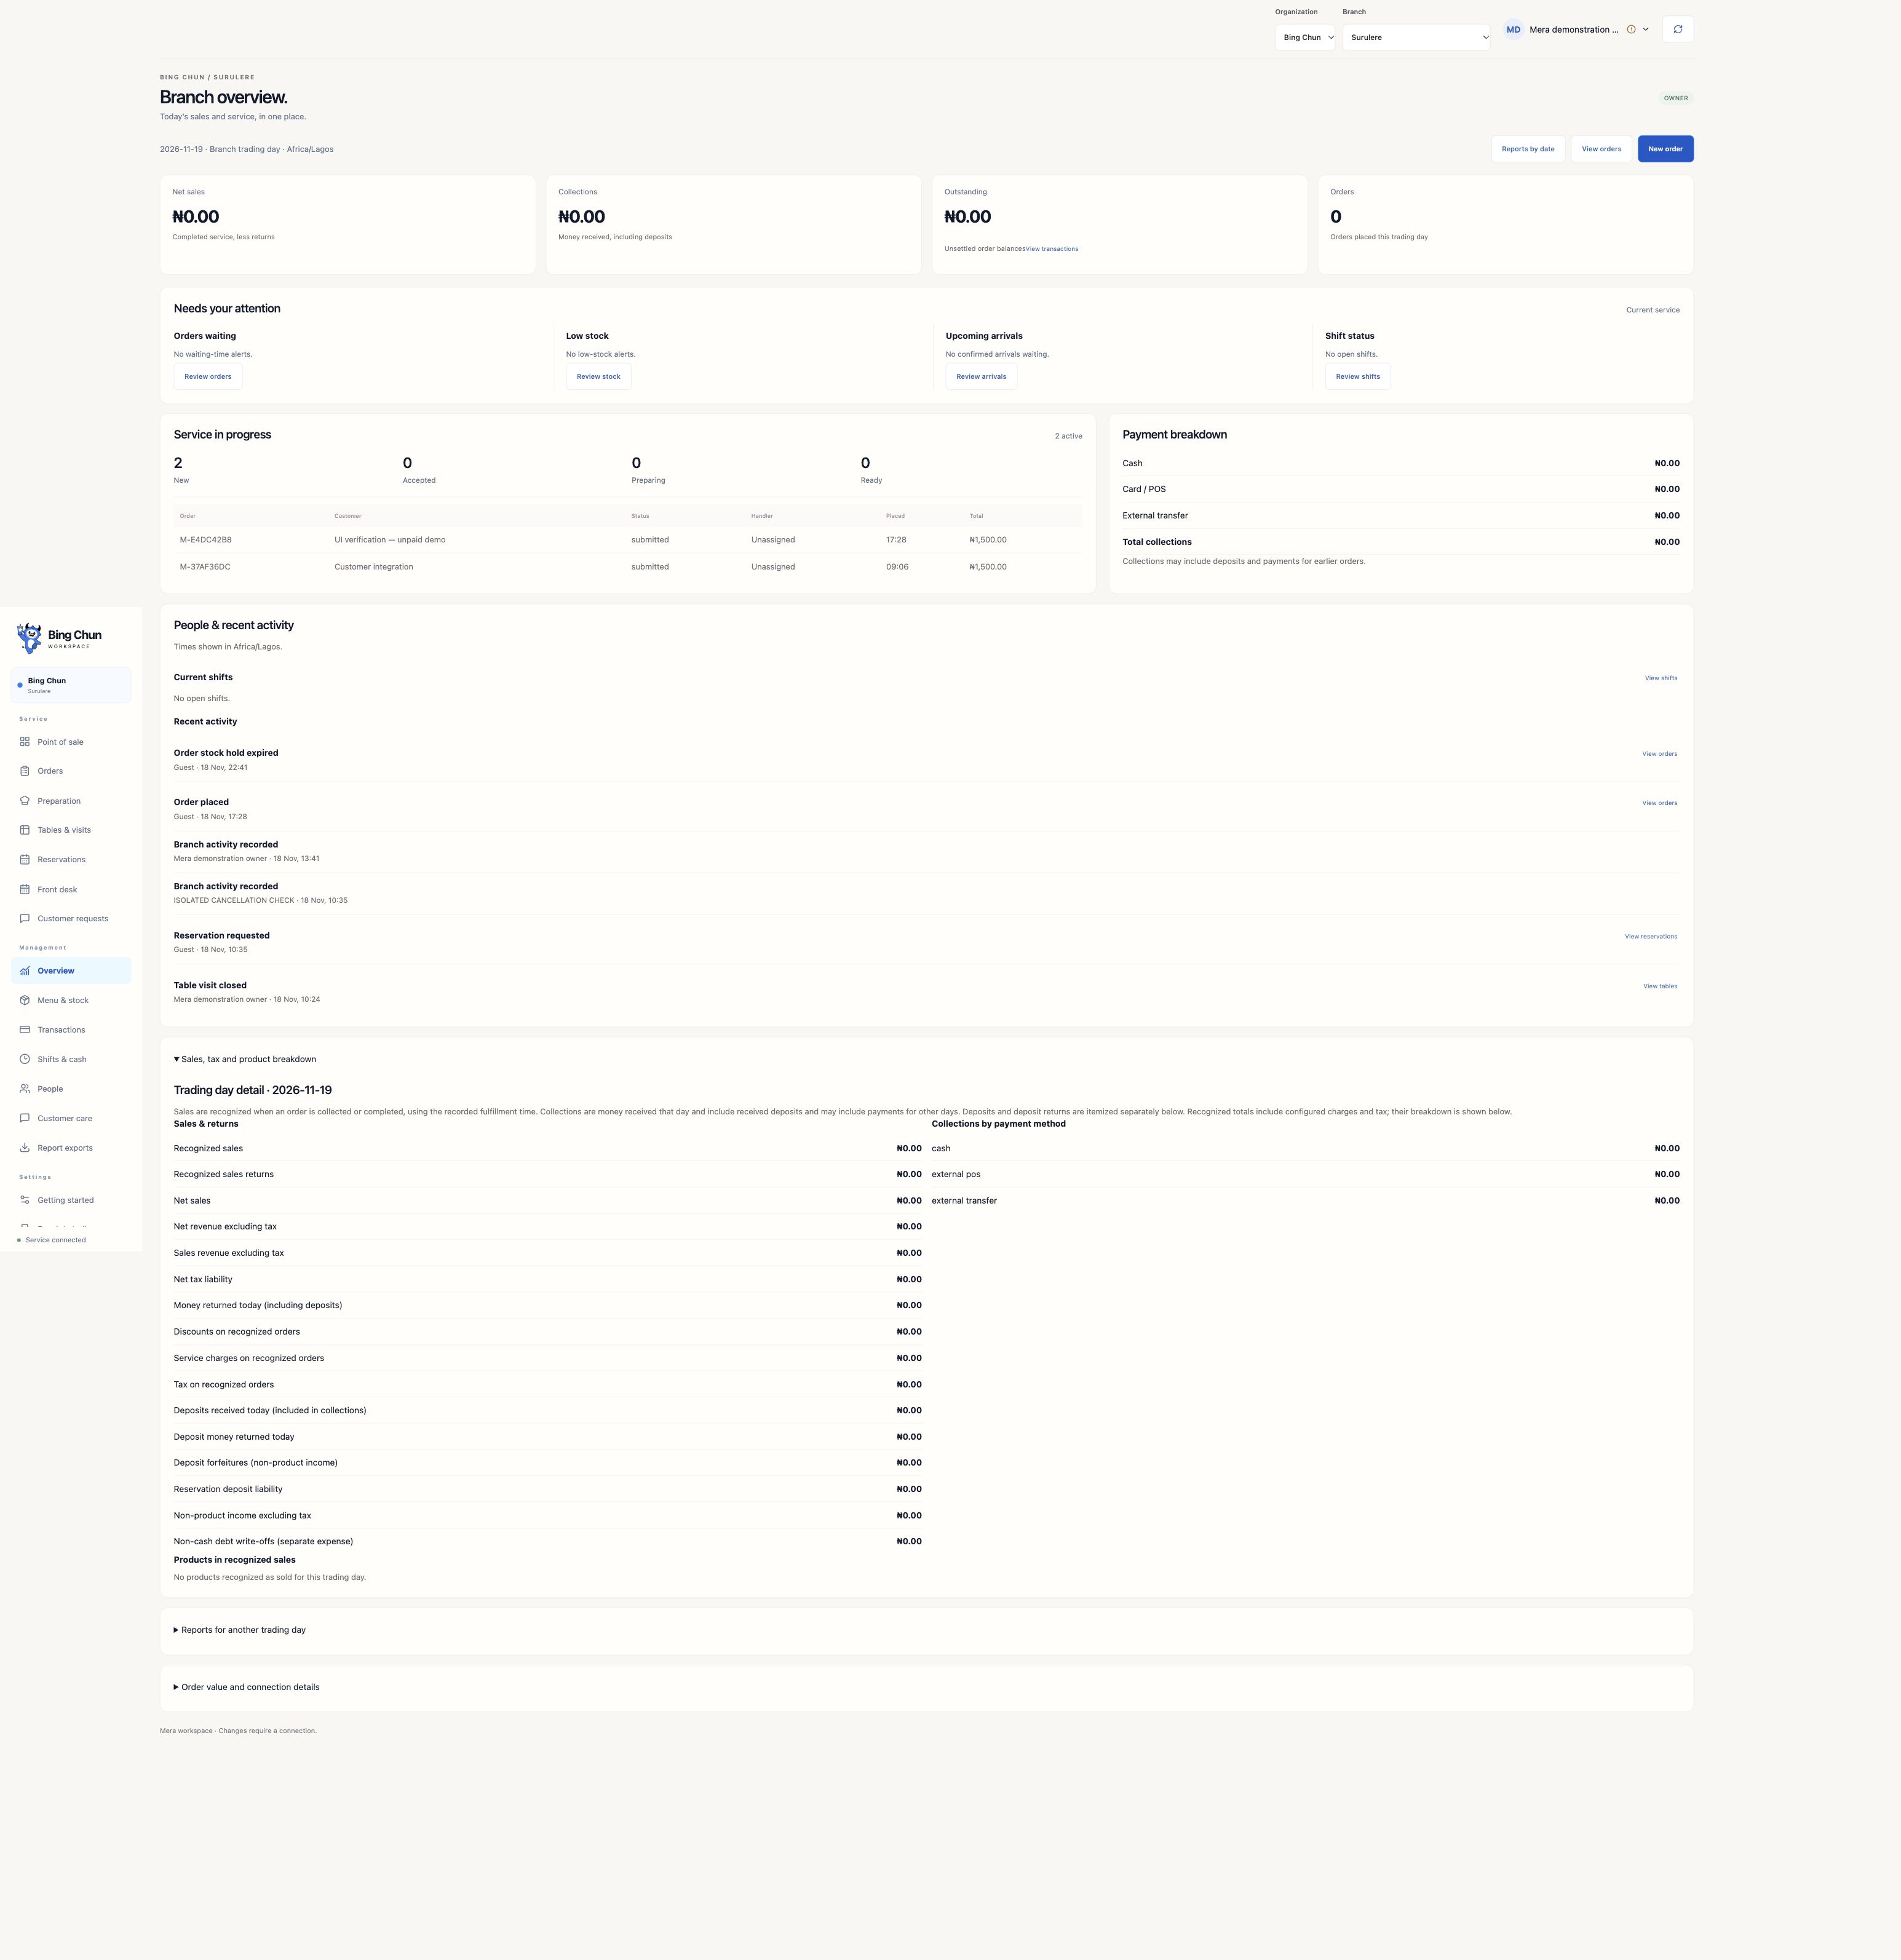 Organization
Branch
Bing Chun
Surulere
MD
Mera demonstration ...
BING CHUN / SURULERE
Branch overview.
OWNER
Today's sales and service, in one place.
2026-11-19 · Branch trading day · Africa/Lagos
Reports by date
View orders
New order
Net sales
₦0.00
Completed service, less returns
Collections
₦0.00
Money received, including deposits
Outstanding
₦0.00
Unsettled order balancesView transactions
Orders
0
Orders placed this trading day
Needs your attention
Current service
Orders waiting
No waiting-time alerts.
Review orders
Low stock
No low-stock alerts.
Review stock
Upcoming arrivals
No confirmed arrivals waiting.
Review arrivals
Shift status
No open shifts.
Review shifts
Service in progress
2 active
2
New
0
Accepted
0
Preparing
0
Ready
Order Customer Status Handler Placed Total
M-E4DC42B8 UI verification — unpaid demo submitted Unassigned 17:28 ₦1,500.00
M-37AF36DC Customer integration submitted Unassigned 09:06 ₦1,500.00
Payment breakdown
Cash ₦0.00
Card / POS ₦0.00
External transfer ₦0.00
Total collections ₦0.00
Collections may include deposits and payments for earlier orders.
Bing Chun
WORKSPACE
Bing Chun
Surulere
Service
Point of sale
Orders
Preparation
Tables & visits
Reservations
Front desk
Customer requests
Management
Overview
Menu & stock
Transactions
Shifts & cash
People
Customer care
Report exports
Settings
Getting started
Service connected
People & recent activity
Times shown in Africa/Lagos.
Current shifts
View shifts
No open shifts.
Recent activity
Order stock hold expired
View orders
Guest · 18 Nov, 22:41
Order placed
View orders
Guest · 18 Nov, 17:28
Branch activity recorded
Mera demonstration owner · 18 Nov, 13:41
Branch activity recorded
ISOLATED CANCELLATION CHECK · 18 Nov, 10:35
Reservation requested
View reservations
Guest · 18 Nov, 10:35
Table visit closed
View tables
Mera demonstration owner · 18 Nov, 10:24
Sales, tax and product breakdown
Trading day detail · 2026-11-19
Sales are recognized when an order is collected or completed, using the recorded fulfillment time. Collections are money received that day and include received deposits and may include payments for other days. Deposits and deposit returns are itemized separately below. Recognized totals include configured charges and tax; their breakdown is shown below.
Sales & returns
Recognized sales ₦0.00
Recognized sales returns ₦0.00
Net sales ₦0.00
Net revenue excluding tax ₦0.00
Sales revenue excluding tax ₦0.00
Net tax liability ₦0.00
Money returned today (including deposits) ₦0.00
Discounts on recognized orders ₦0.00
Service charges on recognized orders ₦0.00
Tax on recognized orders ₦0.00
Deposits received today (included in collections) ₦0.00
Deposit money returned today ₦0.00
Deposit forfeitures (non-product income) ₦0.00
Reservation deposit liability ₦0.00
Non-product income excluding tax ₦0.00
Non-cash debt write-offs (separate expense) ₦0.00
Collections by payment method
cash ₦0.00
external pos ₦0.00
external transfer ₦0.00
Products in recognized sales
No products recognized as sold for this trading day.
Reports for another trading day
Order value and connection details
Mera workspace · Changes require a connection.